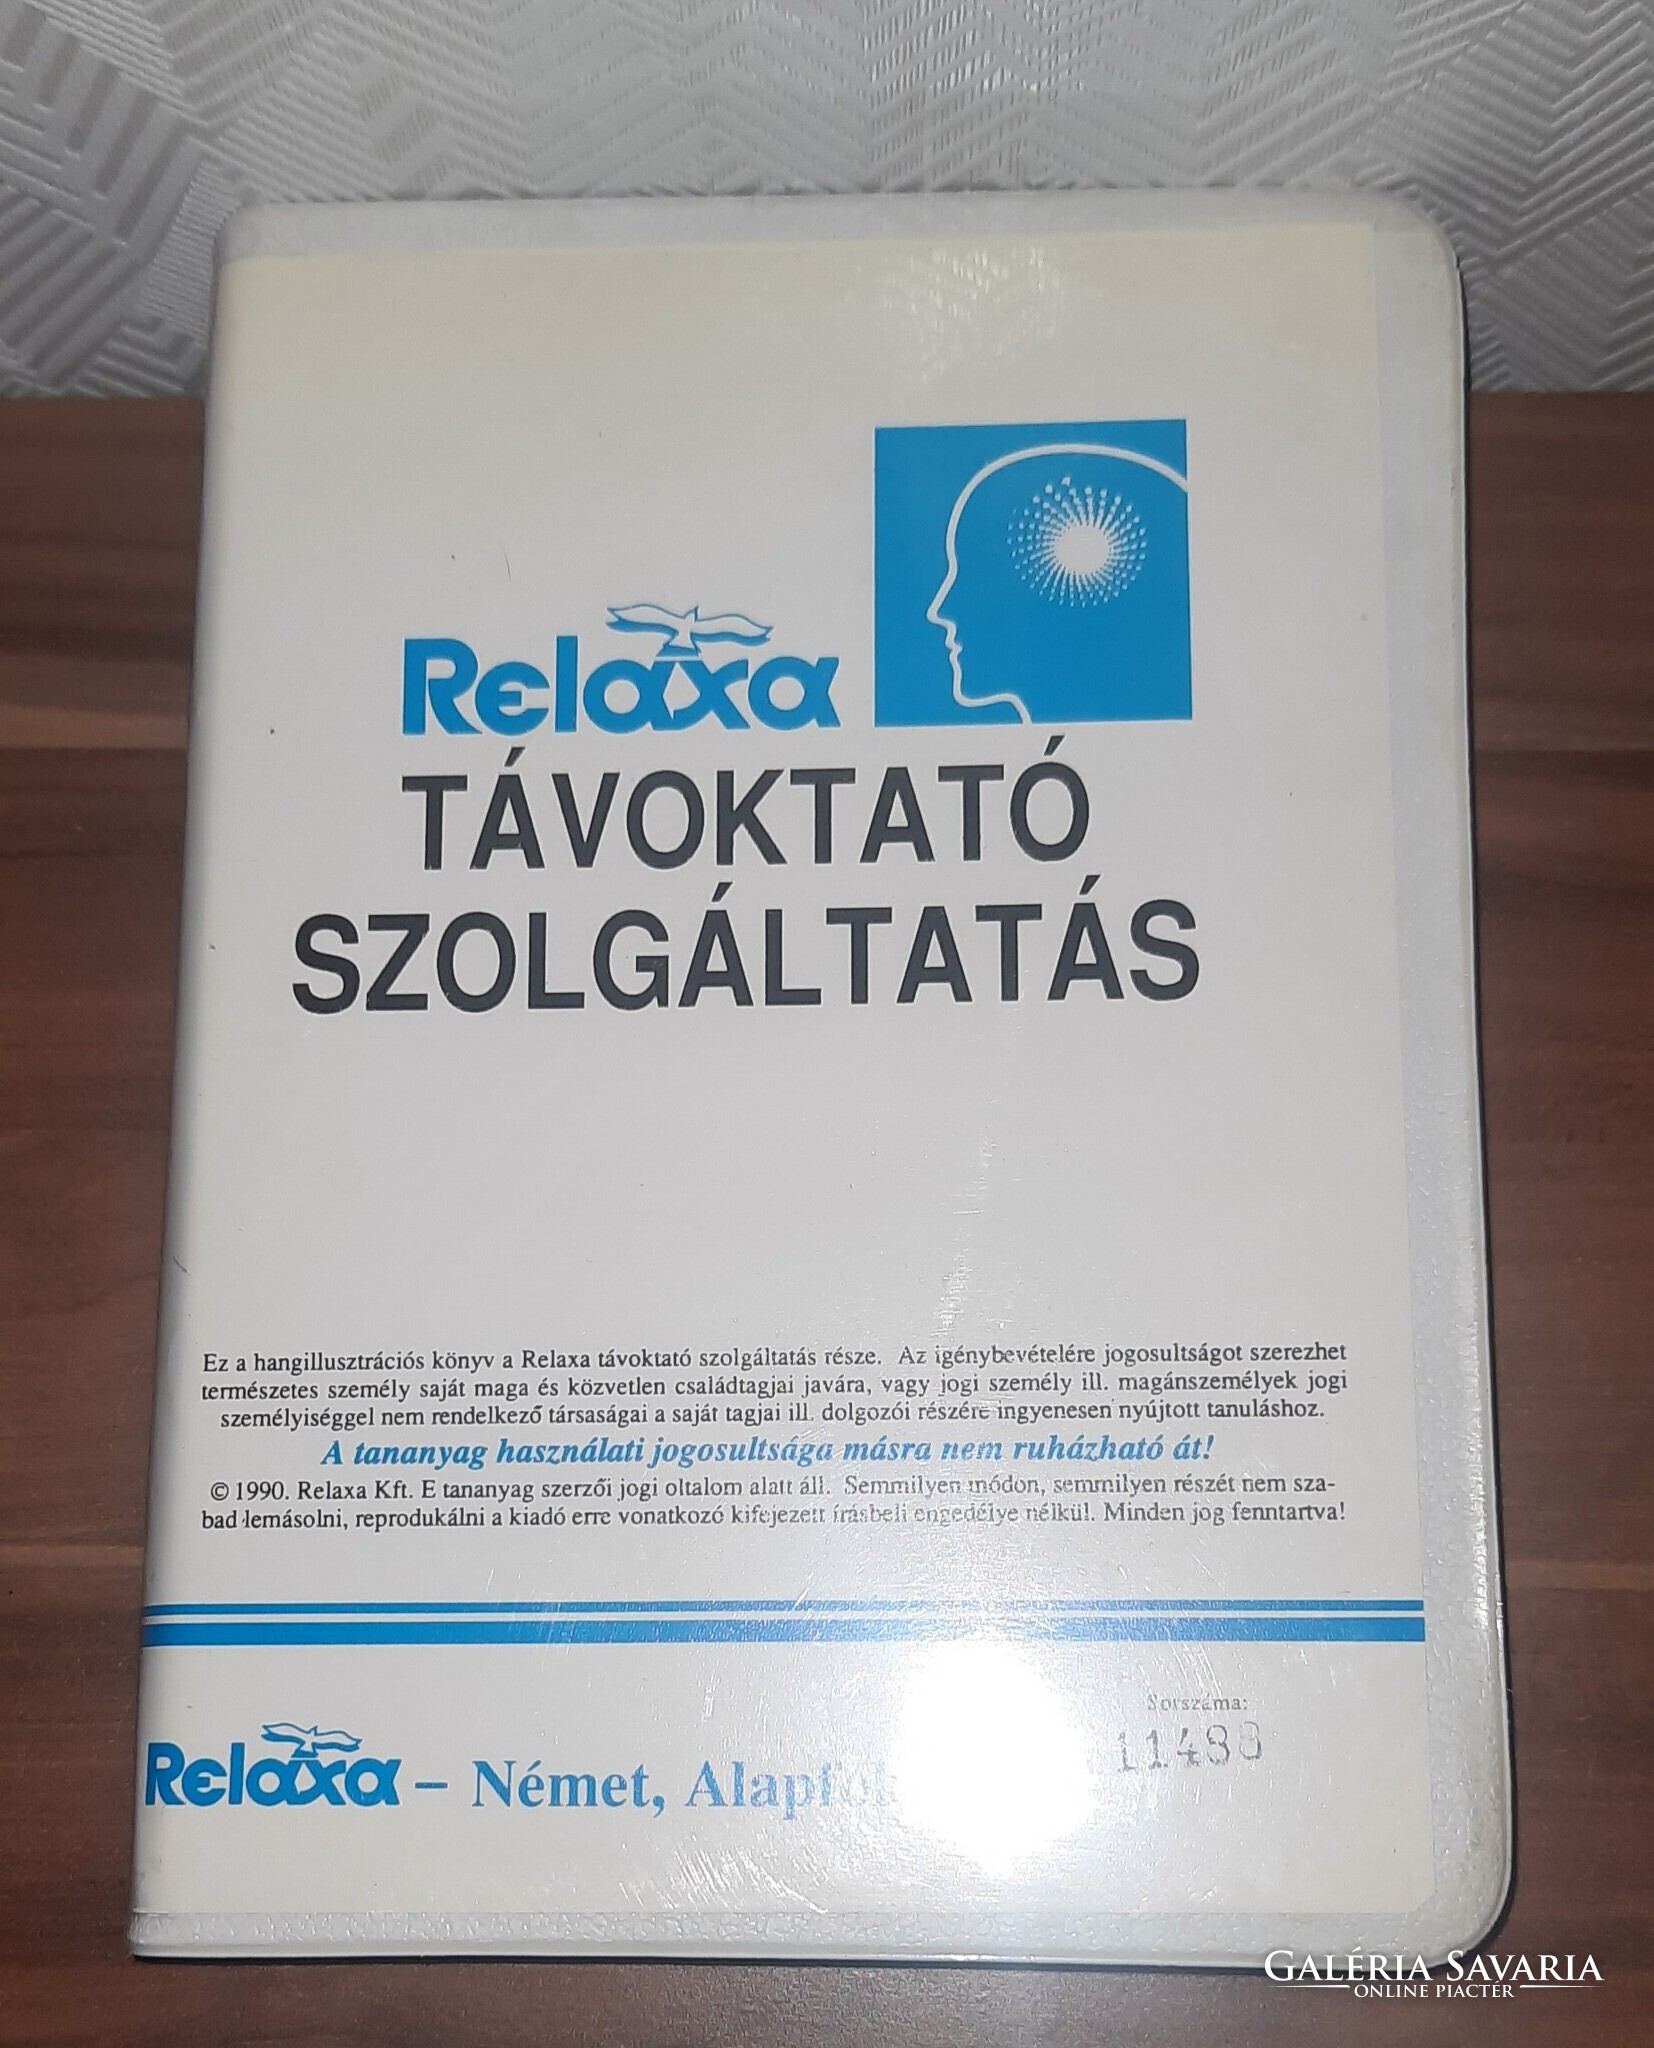 Relaxa
TÁVOKTATÓ
SZOLGÁLTATÁS
Ez a hangillusztrációs könyv a Relaxa távoktató szolgáltatás része. Az igénybevételére jogosultságot szerezhet
természetes személy saját maga és közvetlen családtagjai javára, vagy jogi személy ill. magánszemélyek jogi
személyiséggel nem rendelkező társaságai a saját tagjai ill. dolgozói részére ingyenesen nyújtott tanuláshoz.
A tananyag használati jogosultsága másra nem ruházható át!
© 1990. Relaxa Kft. E tananyag szerzői jogi oltalom alatt áll. Semmilyen módon, semmilyen részét nem sza-
bad lemásolni, reprodukálni a kiadó erre vonatkozó kifejezett írásbeli engedélye nélkül. Minden jog fenntartva!
Sorszáma:
Relaxa – Német, Alapfok
GALÉRIA SAVARIA
ONLINE PIACTÉR